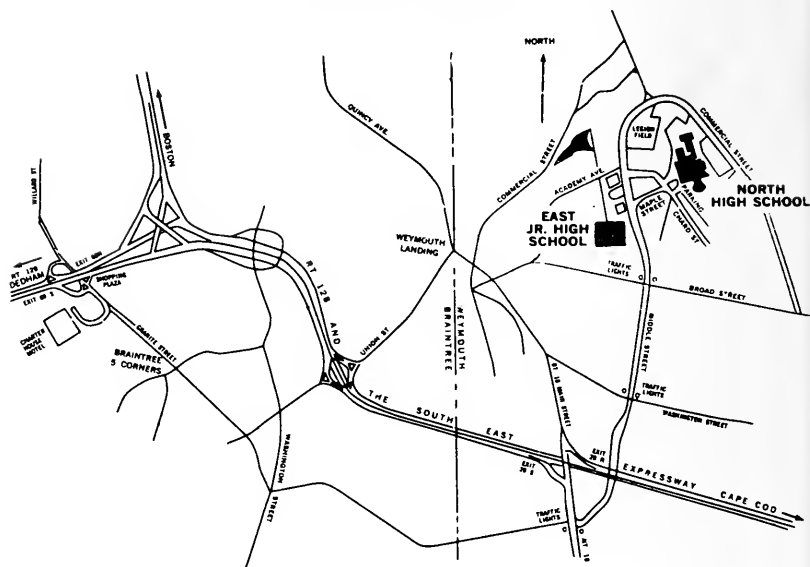 NORTH
QUINCY AVE.
COMMERCIAL STREET
LEGION
FIELD
COMMERCIAL STREET
BOSTON
WILLARD ST
ACADEMY AVE
PARKING
NORTH
HIGH SCHOOL
MAPLE
STREET
CHARD ST
EAST
JR. HIGH
SCHOOL
WEYMOUTH
LANDING
RT 128
DEDHAM
SHOPPING
PLAZA
RT 128 AND
THE SOUTH EAST EXPRESSWAY
CAPE COD
TRAFFIC
LIGHTS
BROAD STREET
MIDDLE STREET
WEYMOUTH
BRAINTREE
UNION ST
CHARTER
HOUSE
MOTEL
GRANITE STREET
BRAINTREE
5 CORNERS
RT 18 MAIN STREET
TRAFFIC
LIGHTS
WASHINGTON STREET
WASHINGTON
STREET
EXIT
EXIT
TRAFFIC
LIGHTS
RT 18